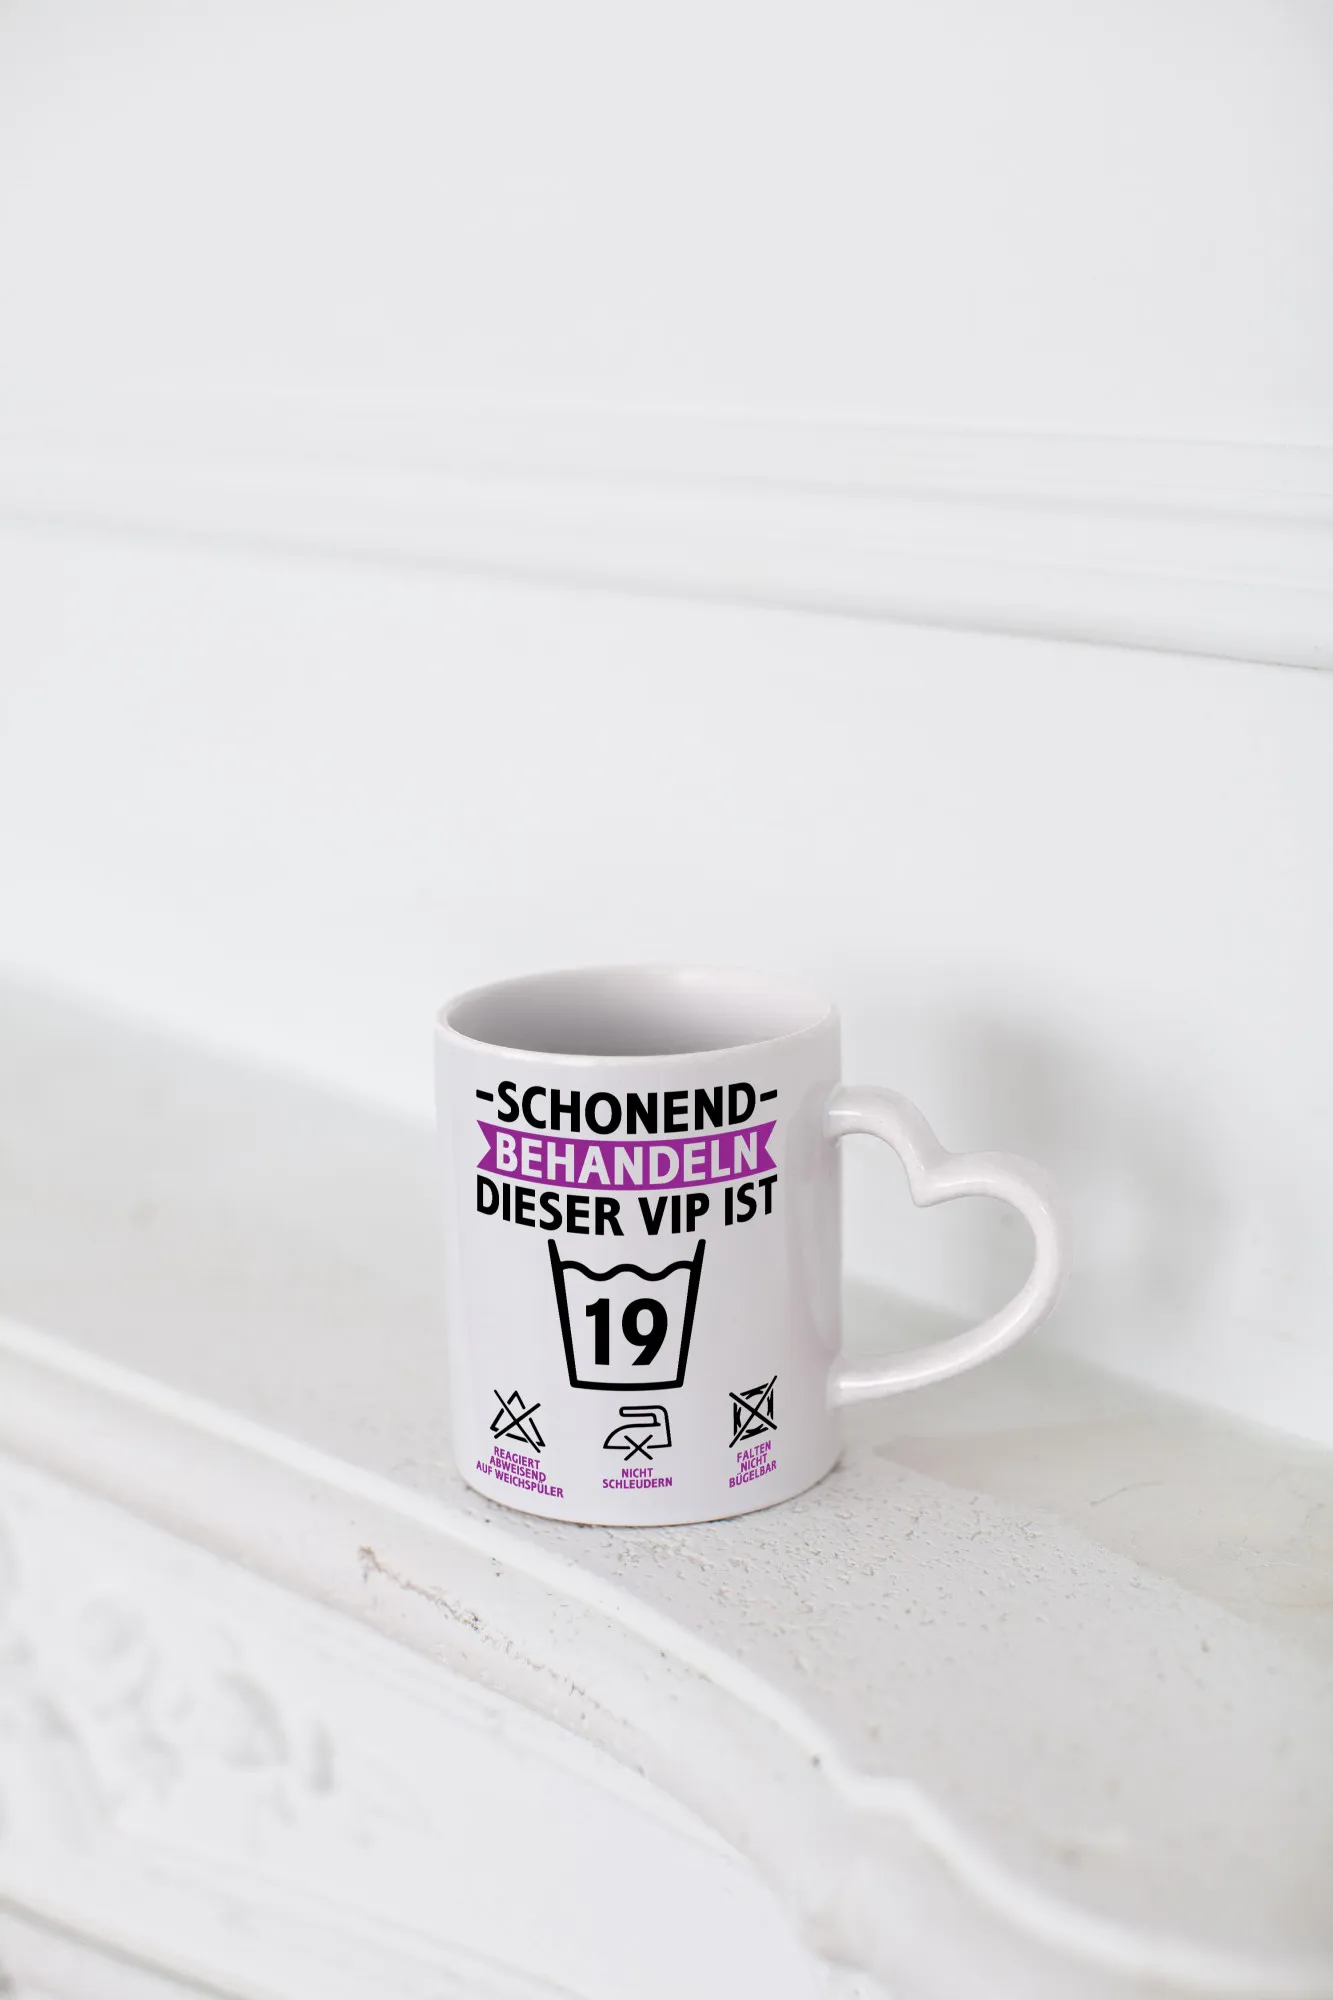 -SCHONEND-
BEHANDELN
DIESER VIP IST
19
REAGIERT
ABWEISEND
AUF WEICHSPÜLER
NICHT
SCHLEUDERN
FALTEN
NICHT
BÜGELBAR